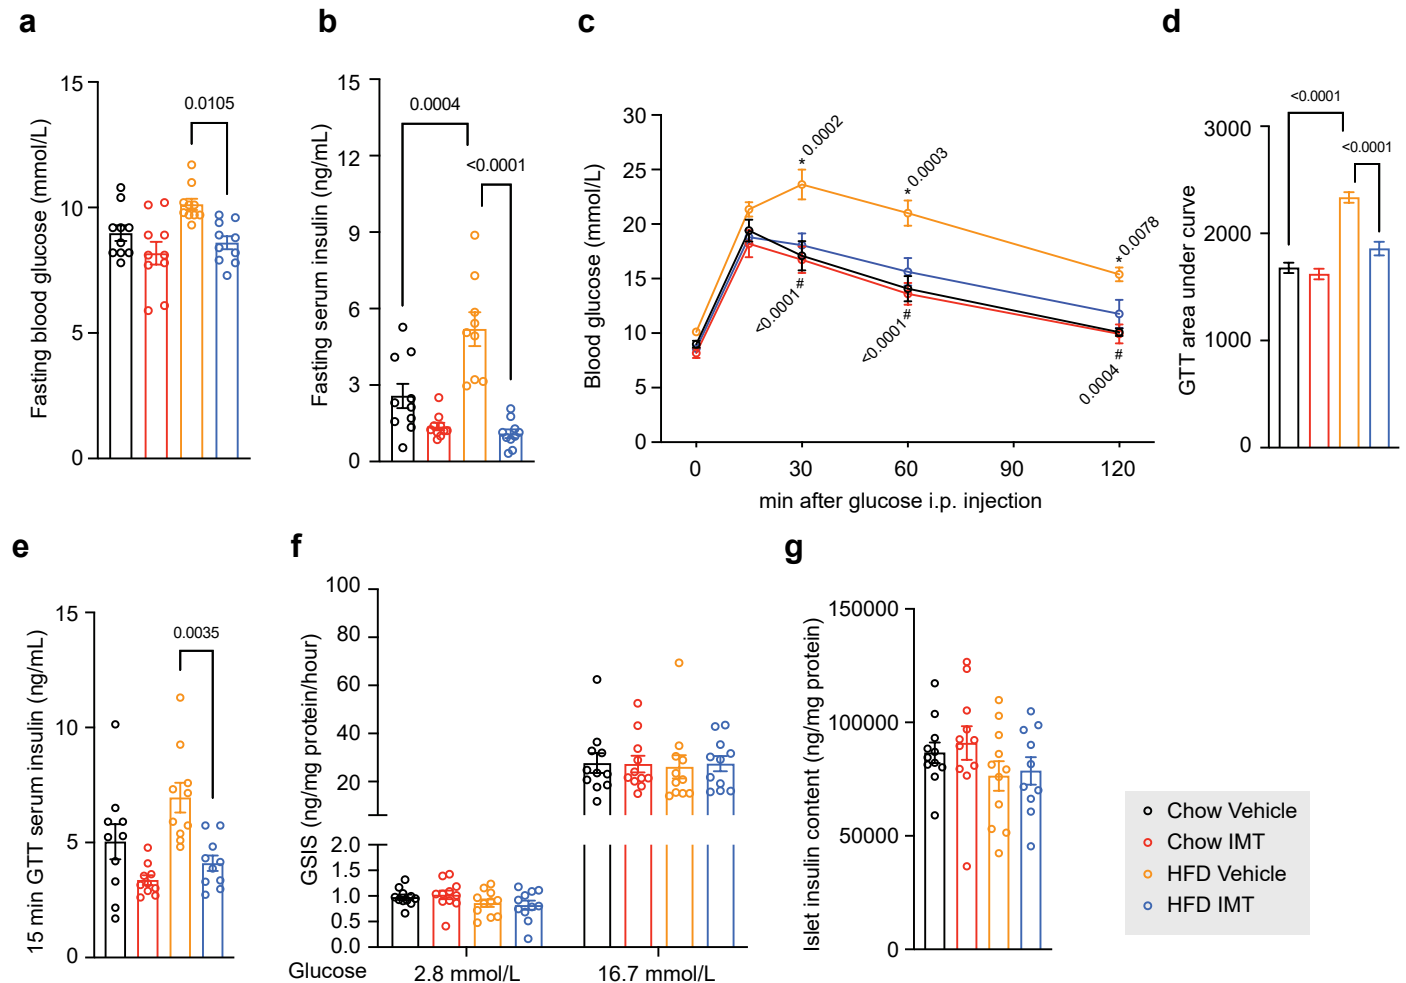 a
b
c
d
Fasting blood glucose (mmol/L)
15
10
5
0
0.0105
Fasting serum insulin (ng/mL)
15
12
9
6
3
0
0.0004
<0.0001
Blood glucose (mmol/L)
30
25
20
15
10
5
0
*0.0002
*0.0003
*0.0078
#
<0.0001
#
<0.0001
#
0.0004
0 30 60 90 120
min after glucose i.p. injection
GTT area under curve
3000
2000
1000
0
<0.0001
<0.0001
e
f
g
15 min GTT serum insulin (ng/mL)
15
10
5
0
0.0035
GSIS (ng/mg protein/hour)
100
80
60
40
20
2.0
1.5
1.0
0.5
0.0
Glucose 2.8 mmol/L 16.7 mmol/L
Islet insulin content (ng/mg protein)
150000
100000
50000
0
Chow Vehicle
Chow IMT
HFD Vehicle
HFD IMT